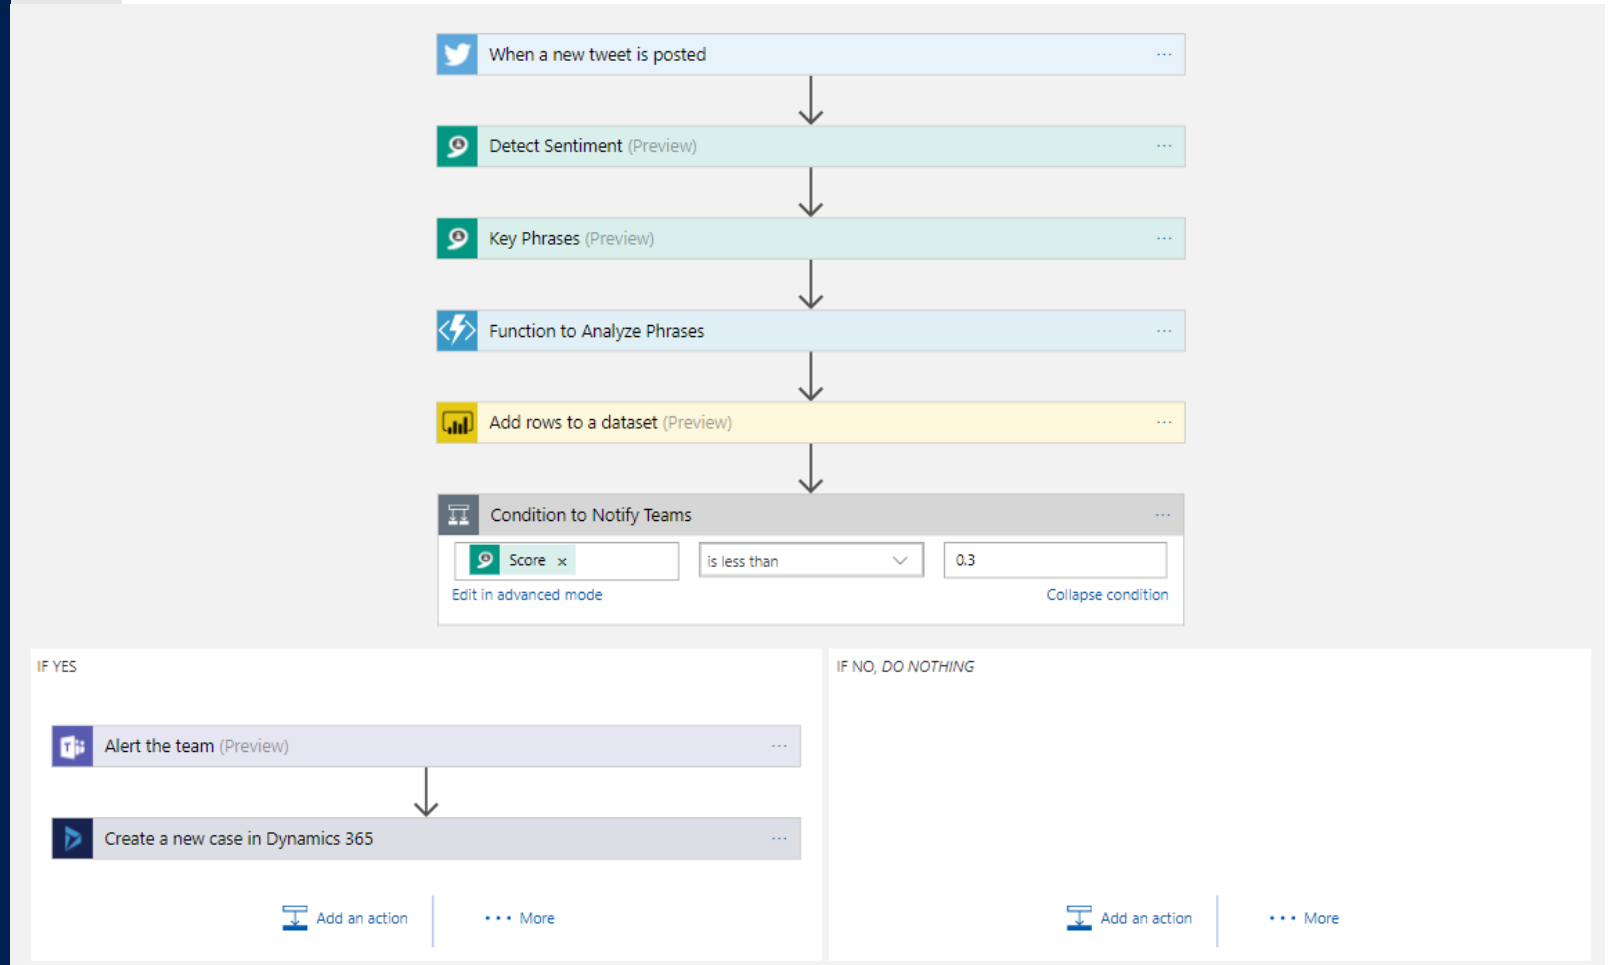 When a new tweet is posted
Detect Sentiment (Preview)
Key Phrases (Preview)
Function to Analyze Phrases
Add rows to a dataset (Preview)
Condition to Notify Teams
Score x is less than 0.3
Edit in advanced mode Collapse condition
IF YES
IF NO, DO NOTHING
Alert the team (Preview)
Create a new case in Dynamics 365
Add an action ••• More
Add an action ••• More